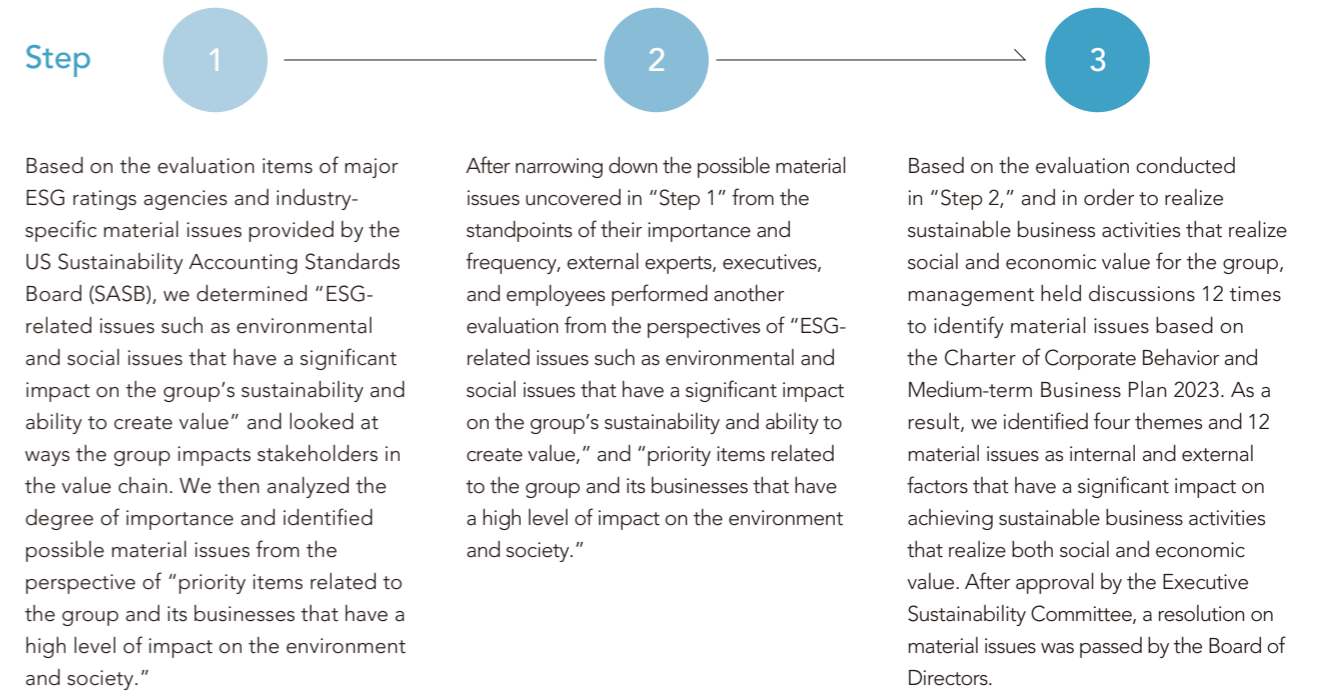 Step
1
2
3
Based on the evaluation items of major
ESG ratings agencies and industry-
specific material issues provided by the
US Sustainability Accounting Standards
Board (SASB), we determined “ESG-
related issues such as environmental
and social issues that have a significant
impact on the group’s sustainability and
ability to create value” and looked at
ways the group impacts stakeholders in
the value chain. We then analyzed the
degree of importance and identified
possible material issues from the
perspective of “priority items related to
the group and its businesses that have a
high level of impact on the environment
and society.”
After narrowing down the possible material
issues uncovered in “Step 1” from the
standpoints of their importance and
frequency, external experts, executives,
and employees performed another
evaluation from the perspectives of “ESG-
related issues such as environmental and
social issues that have a significant impact
on the group’s sustainability and ability to
create value,” and “priority items related
to the group and its businesses that have
a high level of impact on the environment
and society.”
Based on the evaluation conducted
in “Step 2,” and in order to realize
sustainable business activities that realize
social and economic value for the group,
management held discussions 12 times
to identify material issues based on
the Charter of Corporate Behavior and
Medium-term Business Plan 2023. As a
result, we identified four themes and 12
material issues as internal and external
factors that have a significant impact on
achieving sustainable business activities
that realize both social and economic
value. After approval by the Executive
Sustainability Committee, a resolution on
material issues was passed by the Board of
Directors.